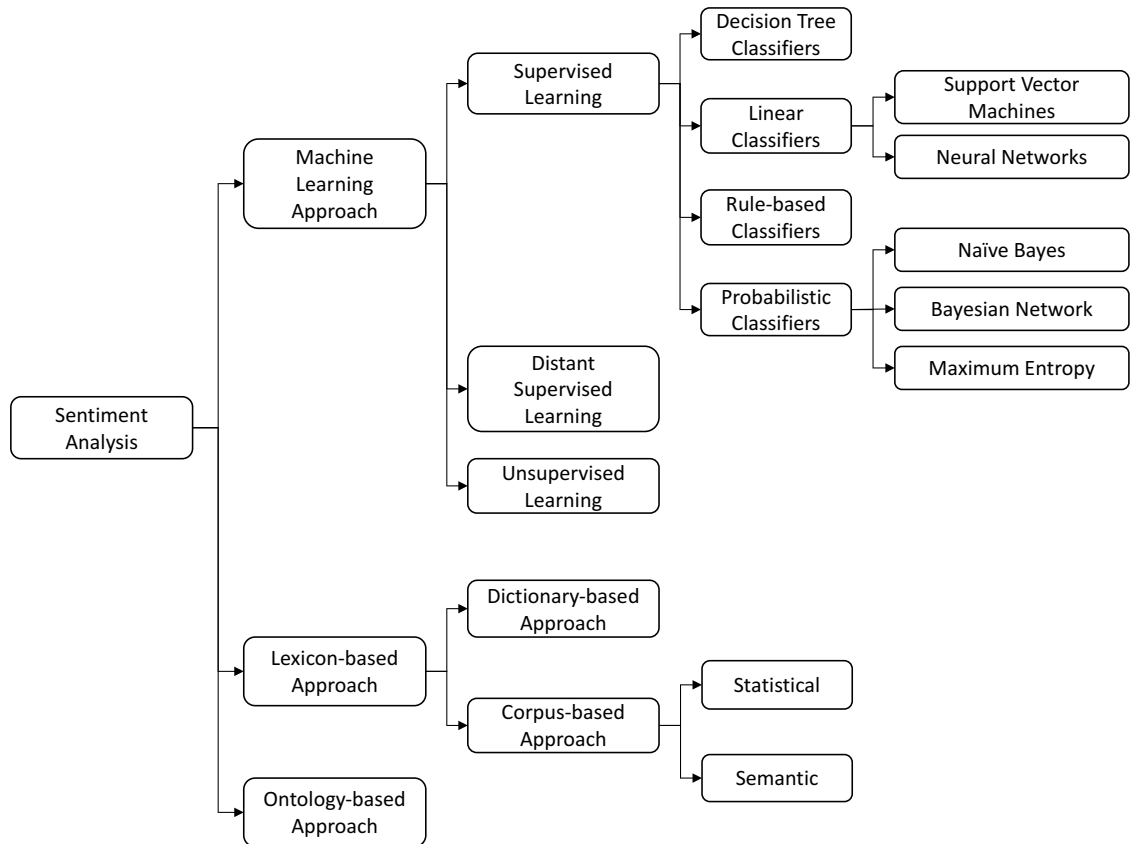 Decision Tree
Classifiers
Supervised
Learning
Support Vector
Machines
Linear
Classifiers
Neural Networks
Machine
Learning
Approach
Rule-based
Classifiers
Naïve Bayes
Probabilistic
Classifiers
Bayesian Network
Maximum Entropy
Distant
Supervised
Learning
Sentiment
Analysis
Unsupervised
Learning
Dictionary-based
Approach
Lexicon-based
Approach
Statistical
Corpus-based
Approach
Semantic
Ontology-based
Approach